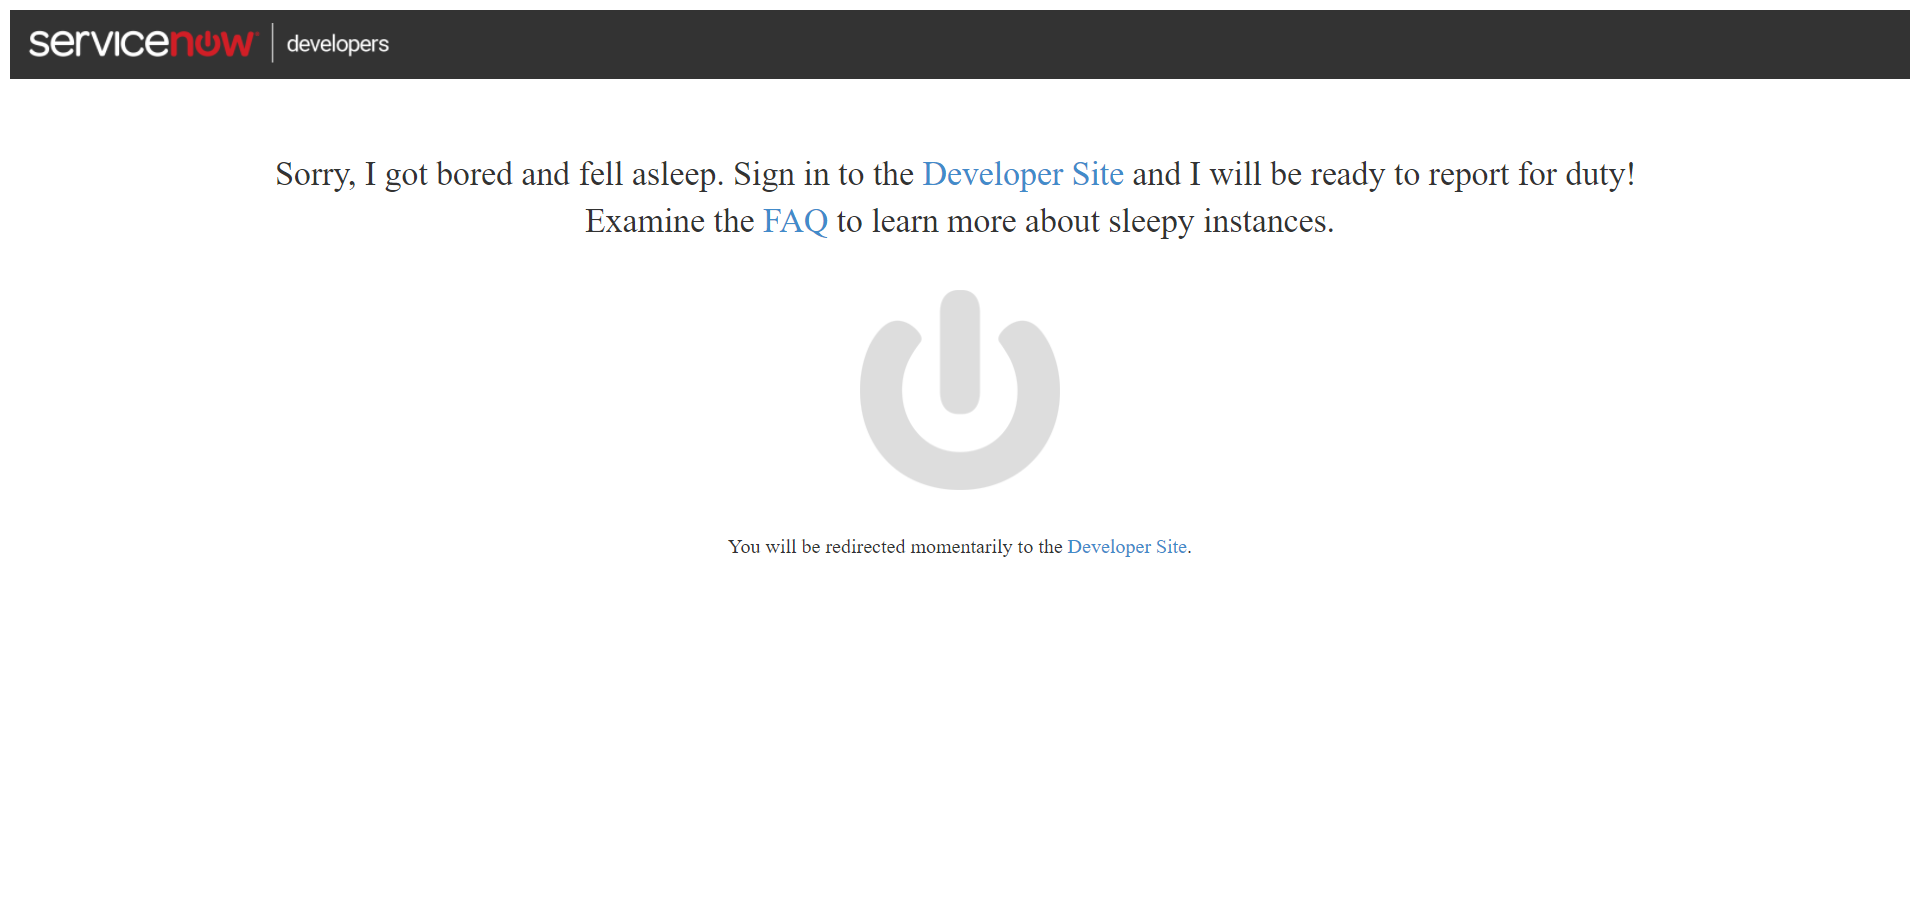 servicenow developers
Sorry, I got bored and fell asleep. Sign in to the Developer Site and I will be ready to report for duty!
Examine the FAQ to learn more about sleepy instances.
You will be redirected momentarily to the Developer Site.